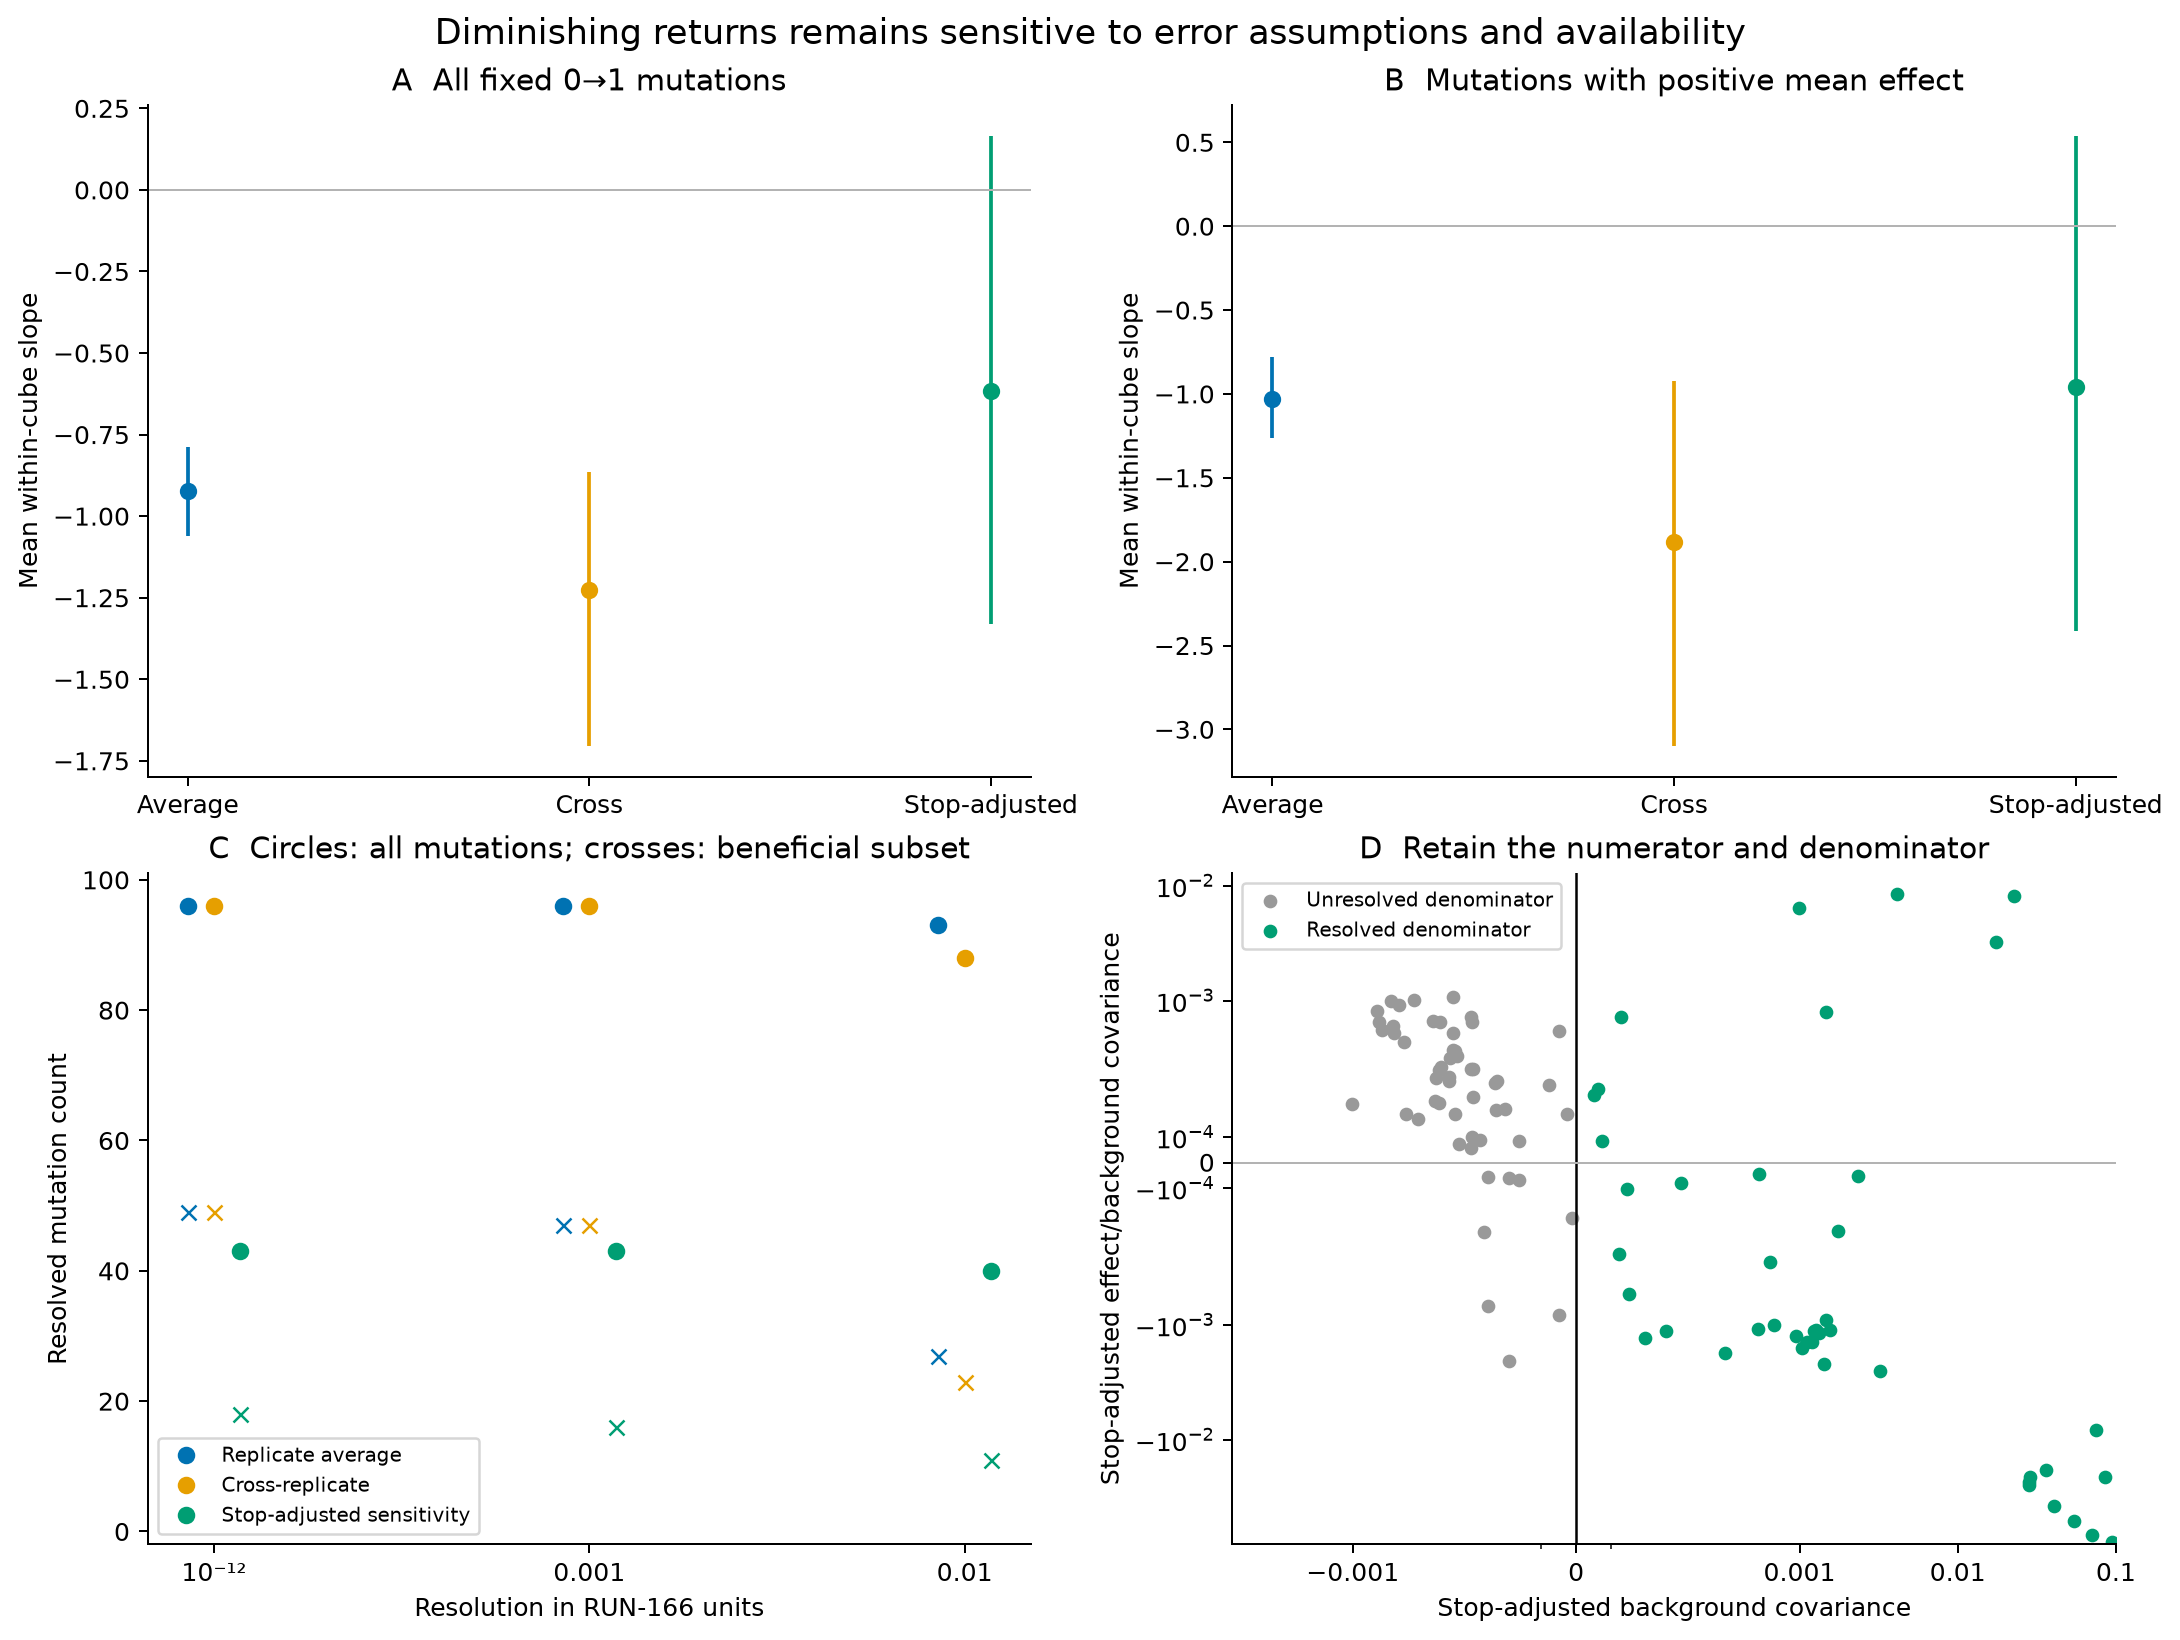 Diminishing returns remains sensitive to error assumptions and availability
A All fixed 0→1 mutations
Mean within-cube slope
0.25
0.00
−0.25
−0.50
−0.75
−1.00
−1.25
−1.50
−1.75
Average
Cross
Stop-adjusted
B Mutations with positive mean effect
Mean within-cube slope
0.5
0.0
−0.5
−1.0
−1.5
−2.0
−2.5
−3.0
Average
Cross
Stop-adjusted
C Circles: all mutations; crosses: beneficial subset
Resolved mutation count
100
80
60
40
20
0
Replicate average
Cross-replicate
Stop-adjusted sensitivity
10⁻¹²
0.001
0.01
Resolution in RUN-166 units
D Retain the numerator and denominator
Stop-adjusted effect/background covariance
10⁻²
10⁻³
10⁻⁴
0
−10⁻⁴
−10⁻³
−10⁻²
Unresolved denominator
Resolved denominator
−0.001
0
0.001
0.01
0.1
Stop-adjusted background covariance